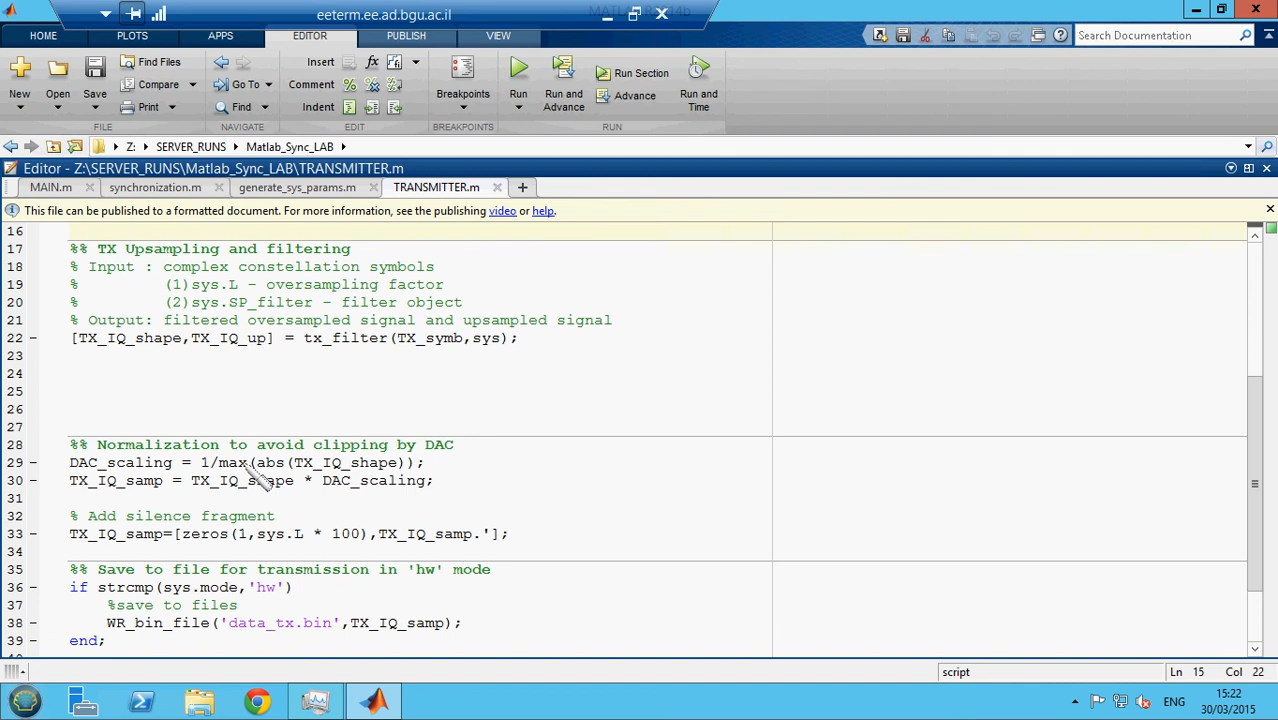 eeterm.ee.ad.bgu.ac.il
HOME PLOTS APPS EDITOR PUBLISH VIEW Search Documentation
Find Files Insert fx Run Section
New Open Save Compare Go To Comment Breakpoints Run Run and Advance Advance Run and Time
Print Find Indent
FILE NAVIGATE EDIT BREAKPOINTS RUN
Z: SERVER_RUNS Matlab_Sync_LAB
Editor - Z:\SERVER_RUNS\Matlab_Sync_LAB\TRANSMITTER.m
MAIN.m synchronization.m generate_sys_params.m TRANSMITTER.m
This file can be published to a formatted document. For more information, see the publishing video or help.
16
17 %% TX Upsampling and filtering
18 % Input : complex constellation symbols
19 % (1)sys.L - oversampling factor
20 % (2)sys.SP_filter - filter object
21 % Output: filtered oversampled signal and upsampled signal
22 - [TX_IQ_shape,TX_IQ_up] = tx_filter(TX_symb,sys);
23
24
25
26
27
28 %% Normalization to avoid clipping by DAC
29 - DAC_scaling = 1/max(abs(TX_IQ_shape));
30 - TX_IQ_samp = TX_IQ_shape * DAC_scaling;
31
32 % Add silence fragment
33 - TX_IQ_samp=[zeros(1,sys.L * 100),TX_IQ_samp.'];
34
35 %% Save to file for transmission in 'hw' mode
36 - if strcmp(sys.mode,'hw')
37 %save to files
38 - WR_bin_file('data_tx.bin',TX_IQ_samp);
39 - end;
script Ln 15 Col 22
ENG 15:22
30/03/2015